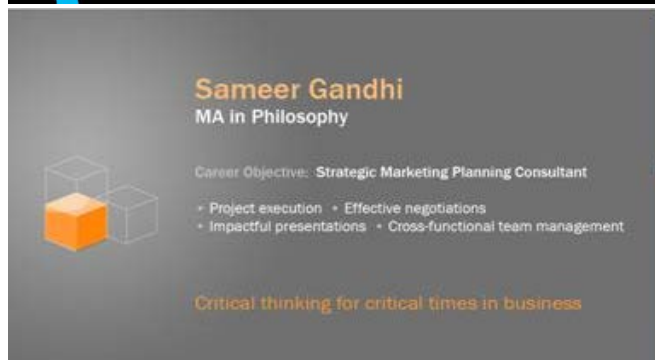 Sameer Gandhi
MA in Philosophy
Career Objective: Strategic Marketing Planning Consultant
• Project execution • Effective negotiations
• Impactful presentations • Cross-functional team management
Critical thinking for critical times in business